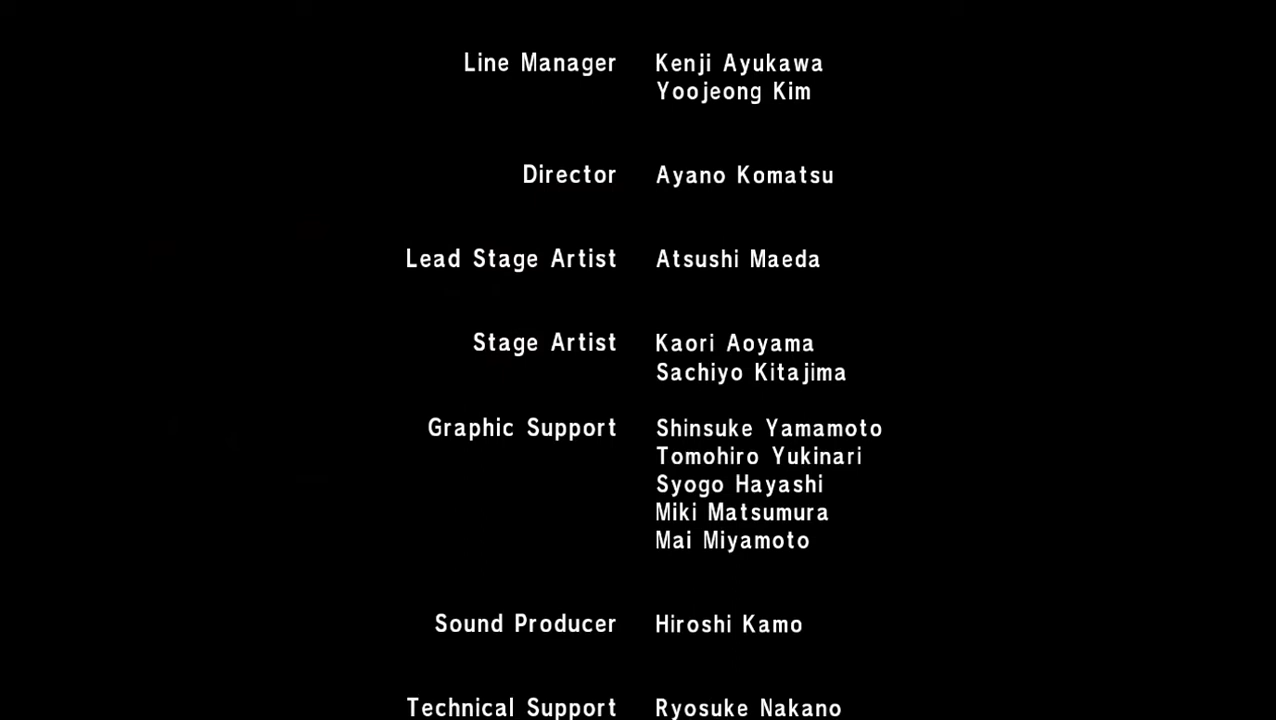 Line Manager Kenji Ayukawa
Yoojeong Kim
Director Ayano Komatsu
Lead Stage Artist Atsushi Maeda
Stage Artist Kaori Aoyama
Sachiyo Kitajima
Graphic Support Shinsuke Yamamoto
Tomohiro Yukinari
Syogo Hayashi
Miki Matsumura
Mai Miyamoto
Sound Producer Hiroshi Kamo
Technical Support Ryosuke Nakano